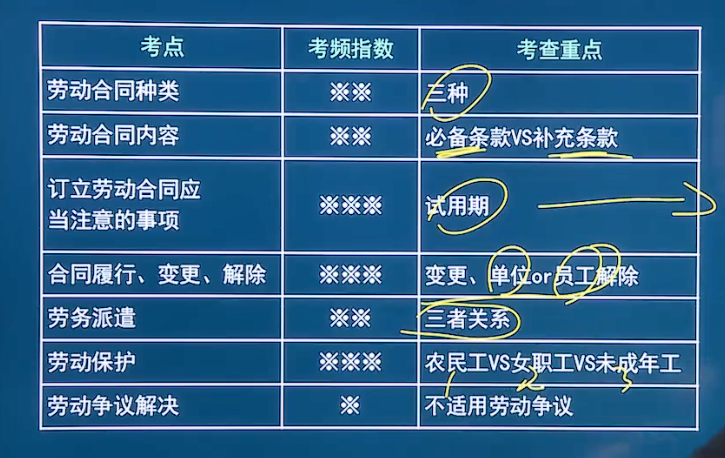 考点 考频指数 考查重点
劳动合同种类 ※※ 三种
劳动合同内容 ※※ 必备条款VS补充条款
订立劳动合同应
当注意的事项 ※※※ 试用期
合同履行、变更、解除 ※※※ 变更、单位or员工解除
劳务派遣 ※※ 三者关系
劳动保护 ※※※ 农民工VS女职工VS未成年工
1 2 3
劳动争议解决 ※ 不适用劳动争议